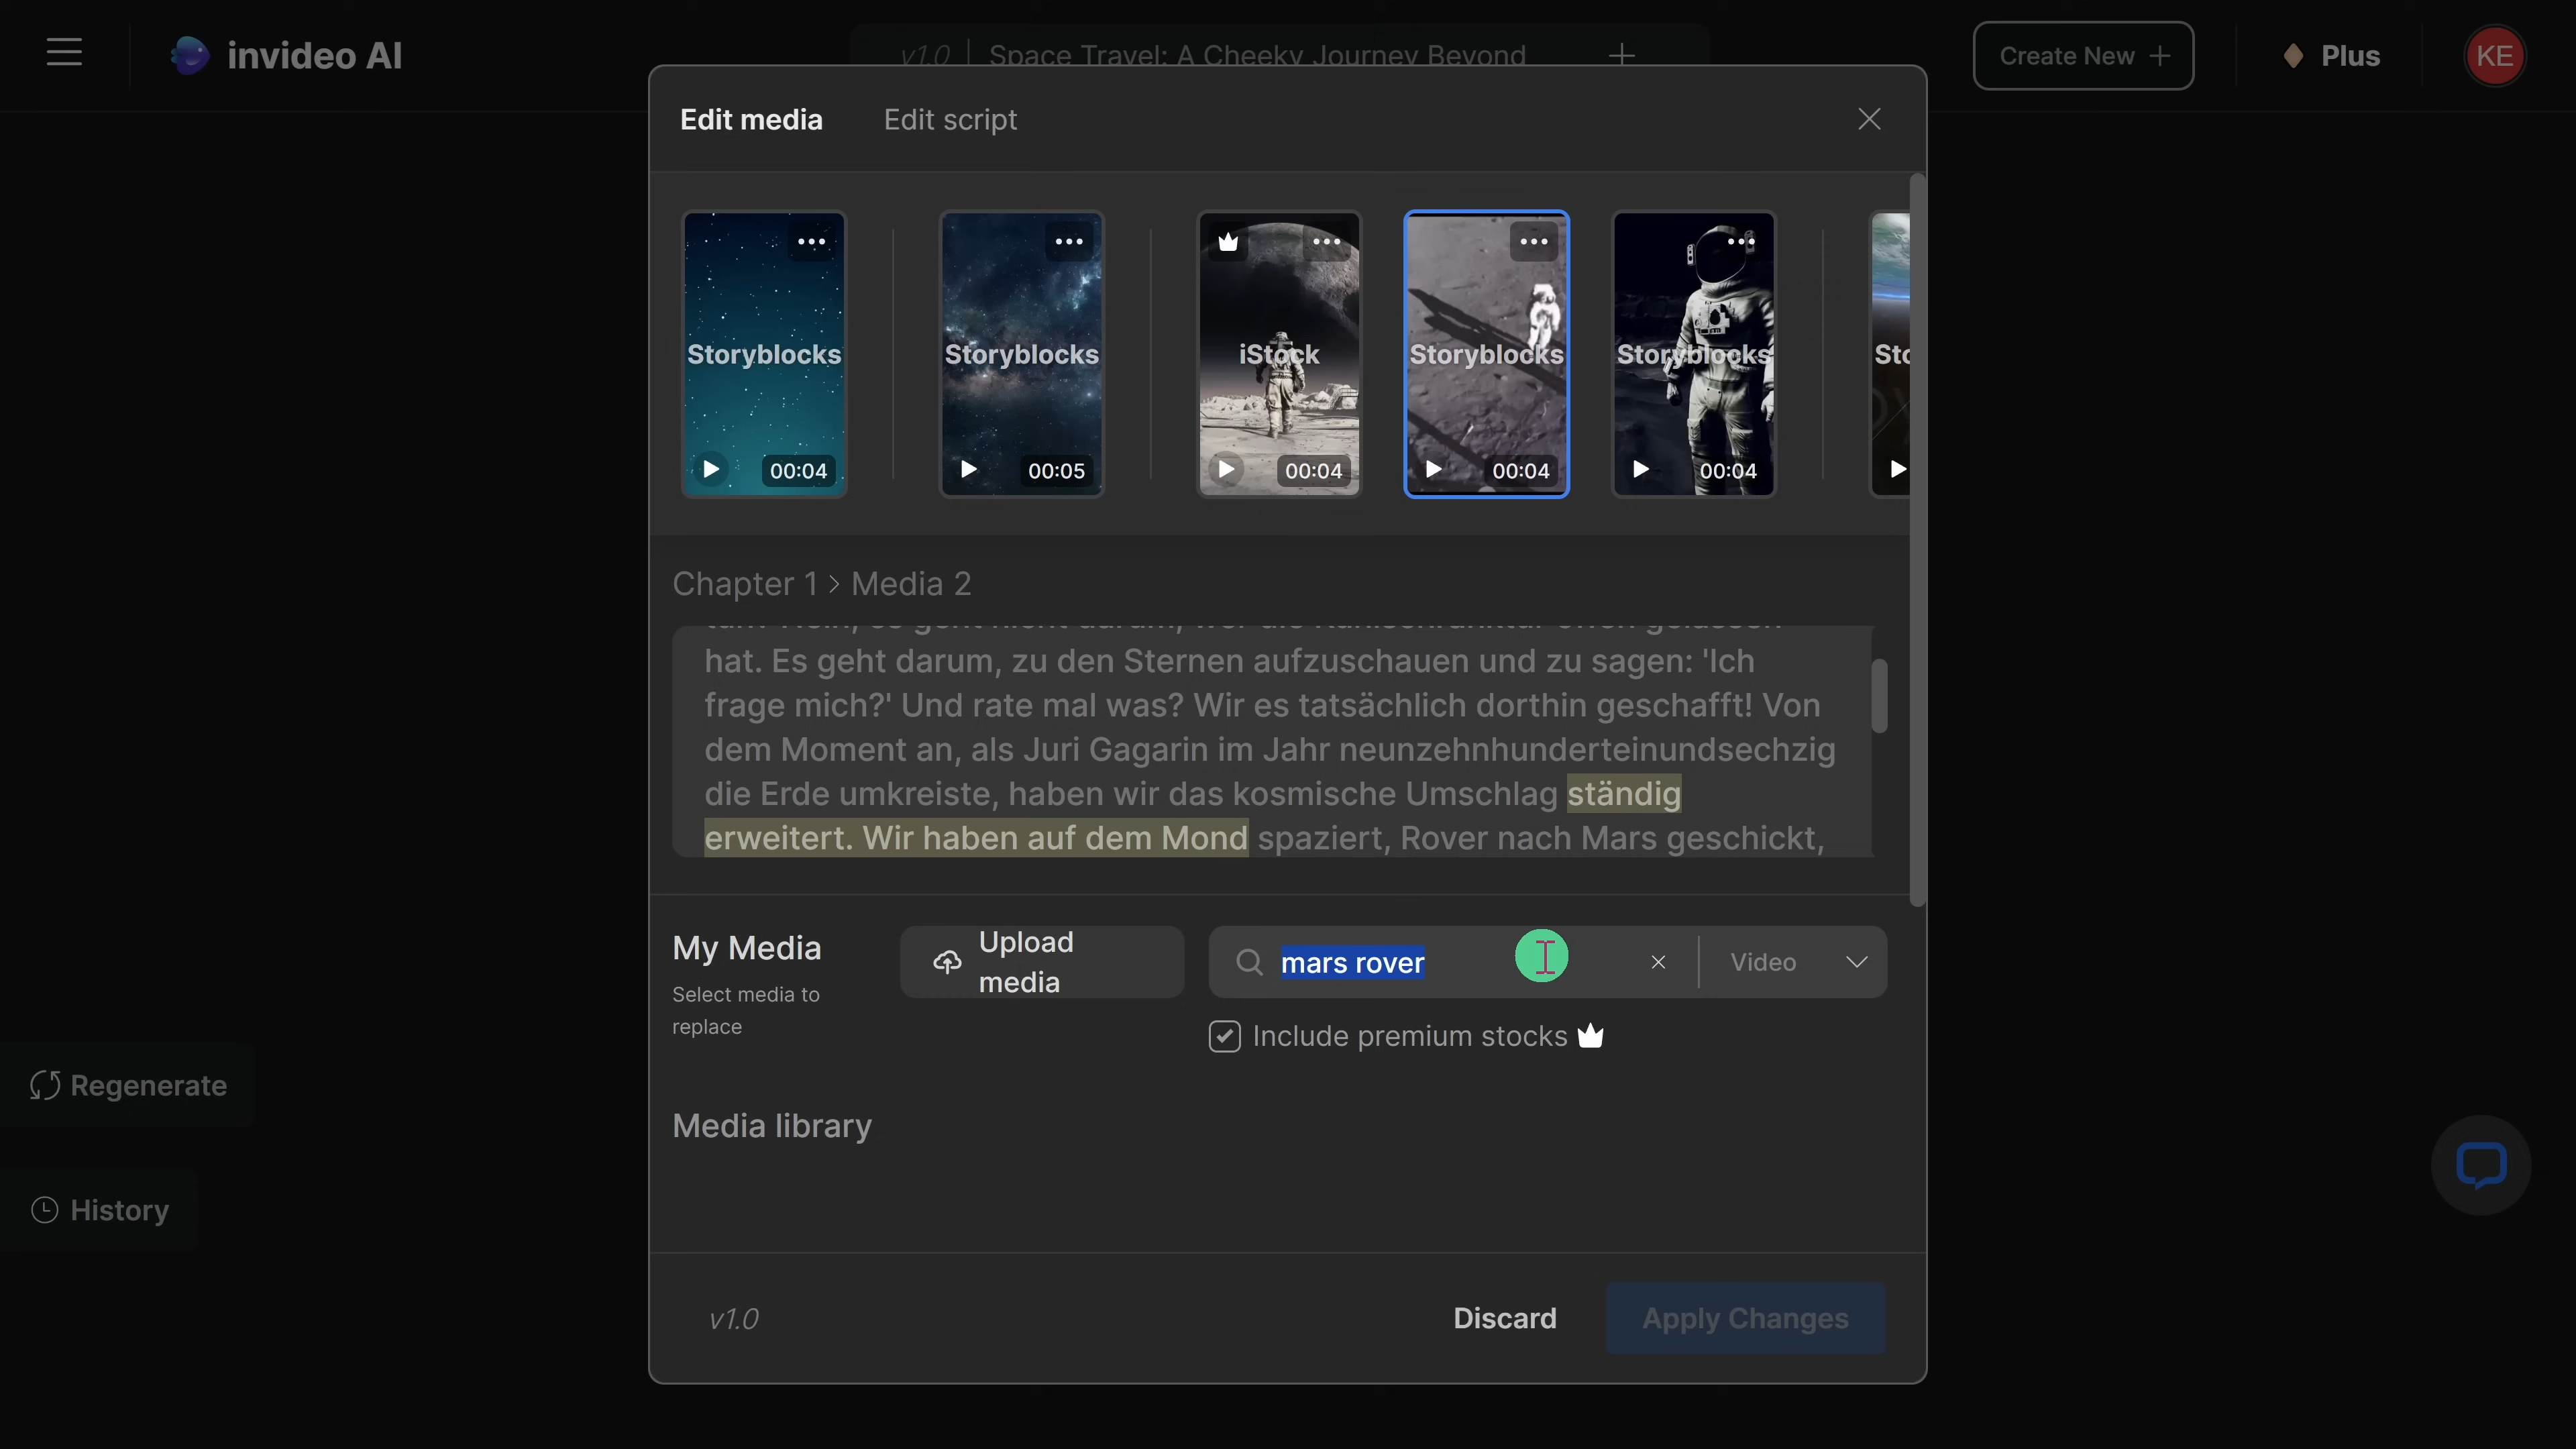 invideo AI
v1.0 | Space Travel: A Cheeky Journey Beyond
Create New
Plus
KE
Edit media
Edit script
Storyblocks
00:04
Storyblocks
00:05
iStock
00:04
Storyblocks
00:04
Storyblocks
00:04
Sto
Chapter 1 > Media 2
hat. Es geht darum, zu den Sternen aufzuschauen und zu sagen: 'Ich
frage mich?' Und rate mal was? Wir es tatsächlich dorthin geschafft! Von
dem Moment an, als Juri Gagarin im Jahr neunzehnhunderteinundsechzig
die Erde umkreiste, haben wir das kosmische Umschlag ständig
erweitert. Wir haben auf dem Mond spaziert, Rover nach Mars geschickt,
My Media
Select media to
replace
Upload
media
mars rover
Video
Include premium stocks
Media library
Regenerate
History
v1.0
Discard
Apply Changes